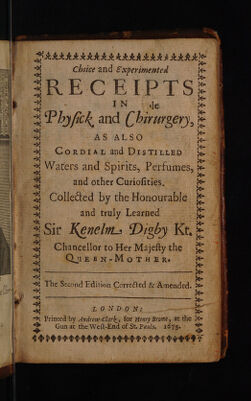 Choice and Experimented
RECEIPTS
IN
Phyſick and Chirurgery,
AS ALSO
CORDIAL and DISTILLED
Waters and Spirits, Perfumes,
and other Curioſities.
Collected by the Honourable
and truly Learned
Sir Kenelm Digby Kt.
Chancellor to Her Majeſty the
QUEEN-MOTHER.
The Second Edition Corrected & Amended.
LONDON:
Printed by Andrew Clark, for Henry Brome, at the
Gun at the Weſt-End of St. Pauls. 1675.